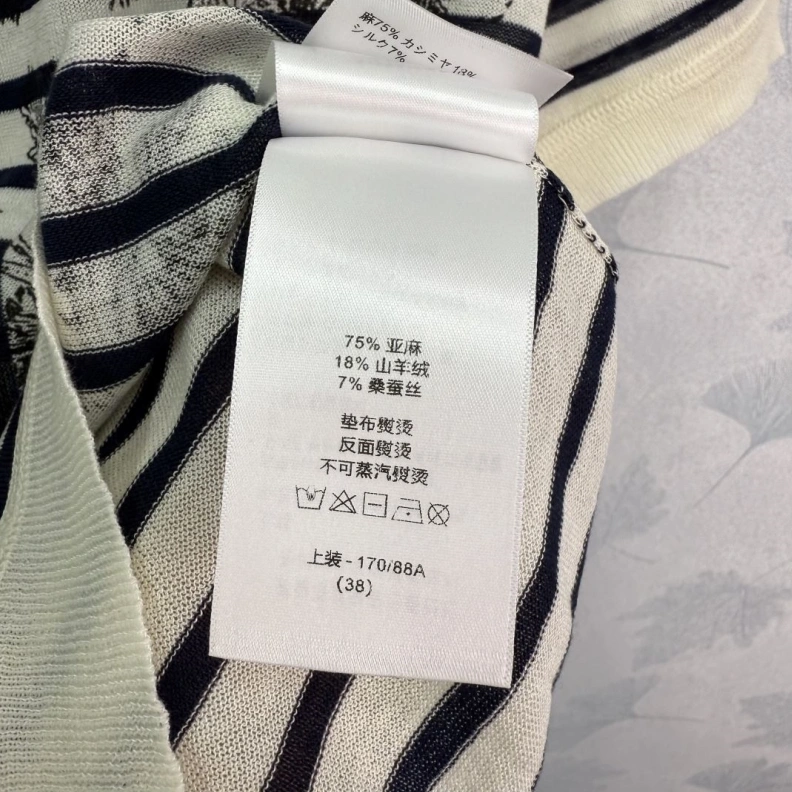 麻75% カシミヤ18%
シルク7%
75% 亚麻
18% 山羊绒
7% 桑蚕丝
垫布熨烫
反面熨烫
不可蒸汽熨烫
上装 - 170/88A
(38)